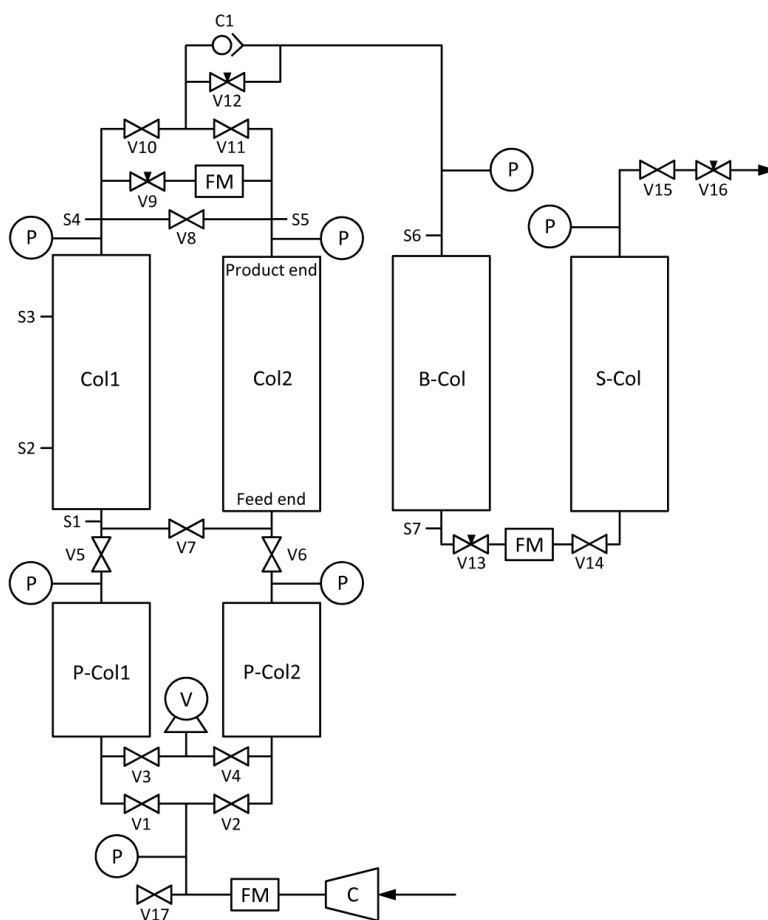 C1
V12
V10
V11
P
V9
FM
V15
V16
S4
V8
S5
P
P
S6
P
Product end
S3
Col1
Col2
B-Col
S-Col
S2
Feed end
S1
V7
S7
V5
V6
V13
FM
V14
P
P
P-Col1
P-Col2
V
V3
V4
V1
V2
P
V17
FM
C